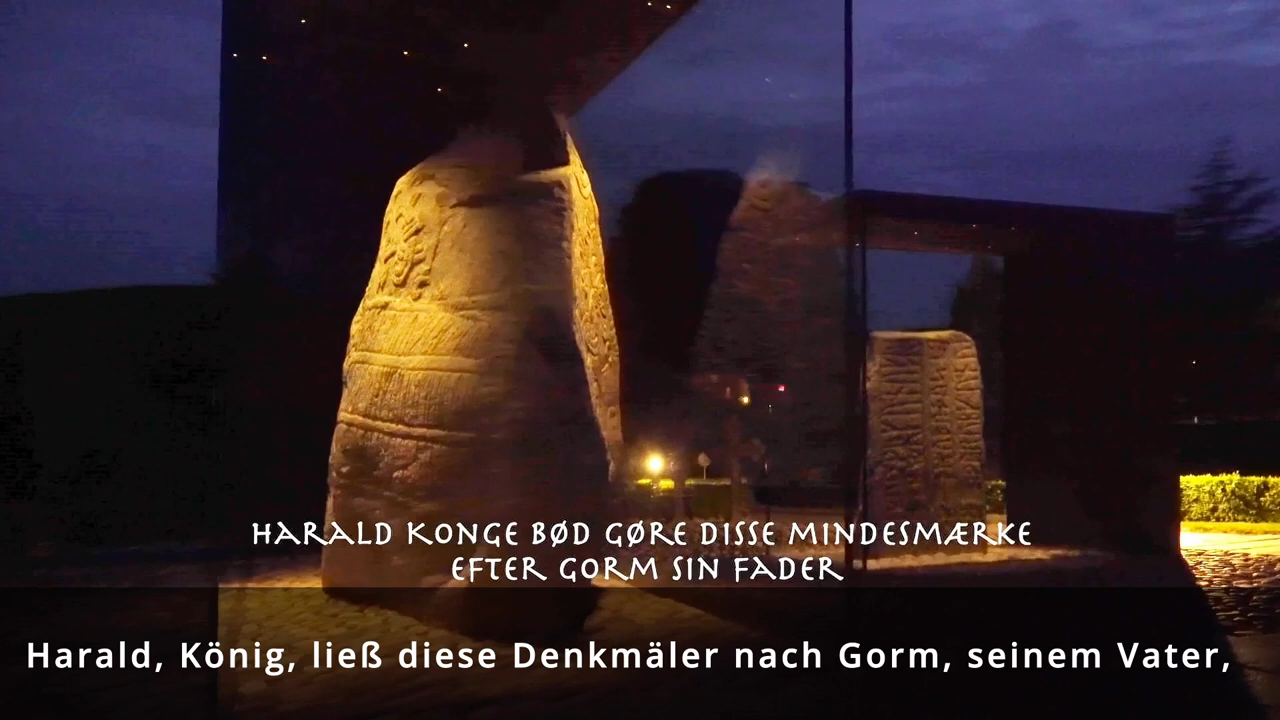 HARALD KONGE BØD GØRE DISSE MINDESMÆRKE
EFTER GORM SIN FADER
Harald, König, ließ diese Denkmäler nach Gorm, seinem Vater,